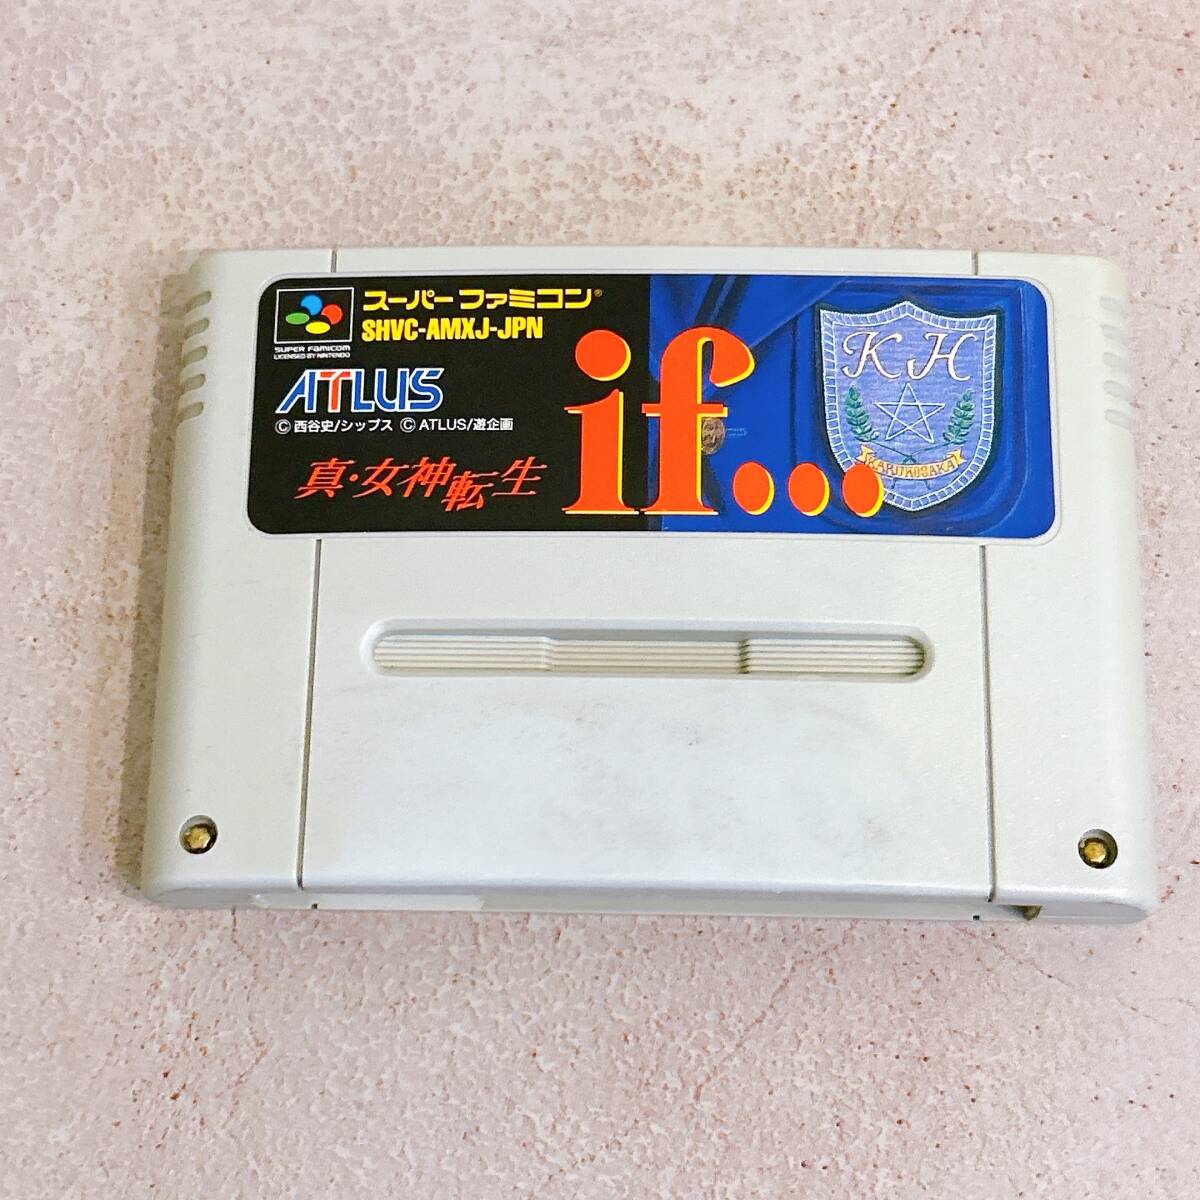 スーパーファミコン®
SHVC-AMXJ-JPN
SUPER Famicom
LICENSED BY NINTENDO
ATLUS
© 西谷史/シップス © ATLUS/遊企画
真・女神転生
if...
KH
KARUKOSAKA